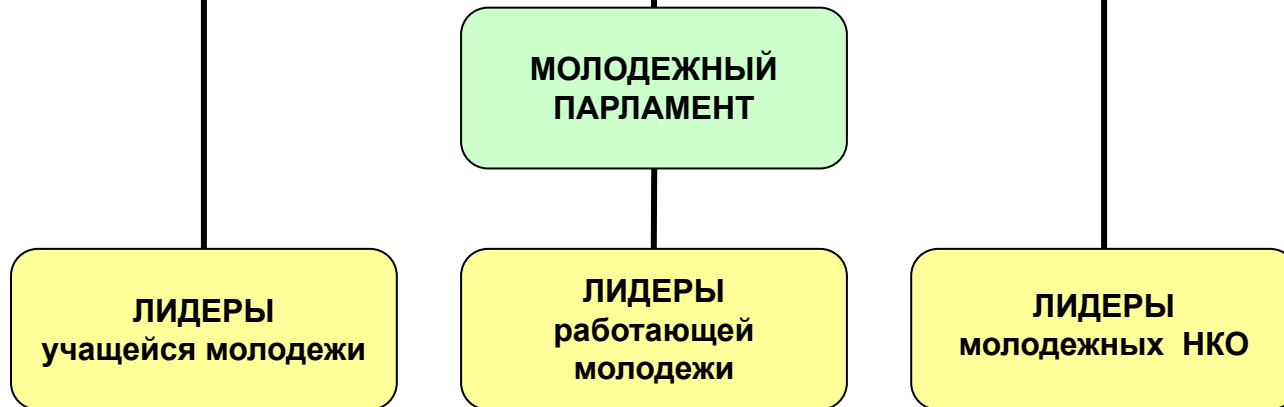 МОЛОДЕЖНЫЙ
ПАРЛАМЕНТ
ЛИДЕРЫ
учащейся молодежи
ЛИДЕРЫ
работающей
молодежи
ЛИДЕРЫ
молодежных НКО